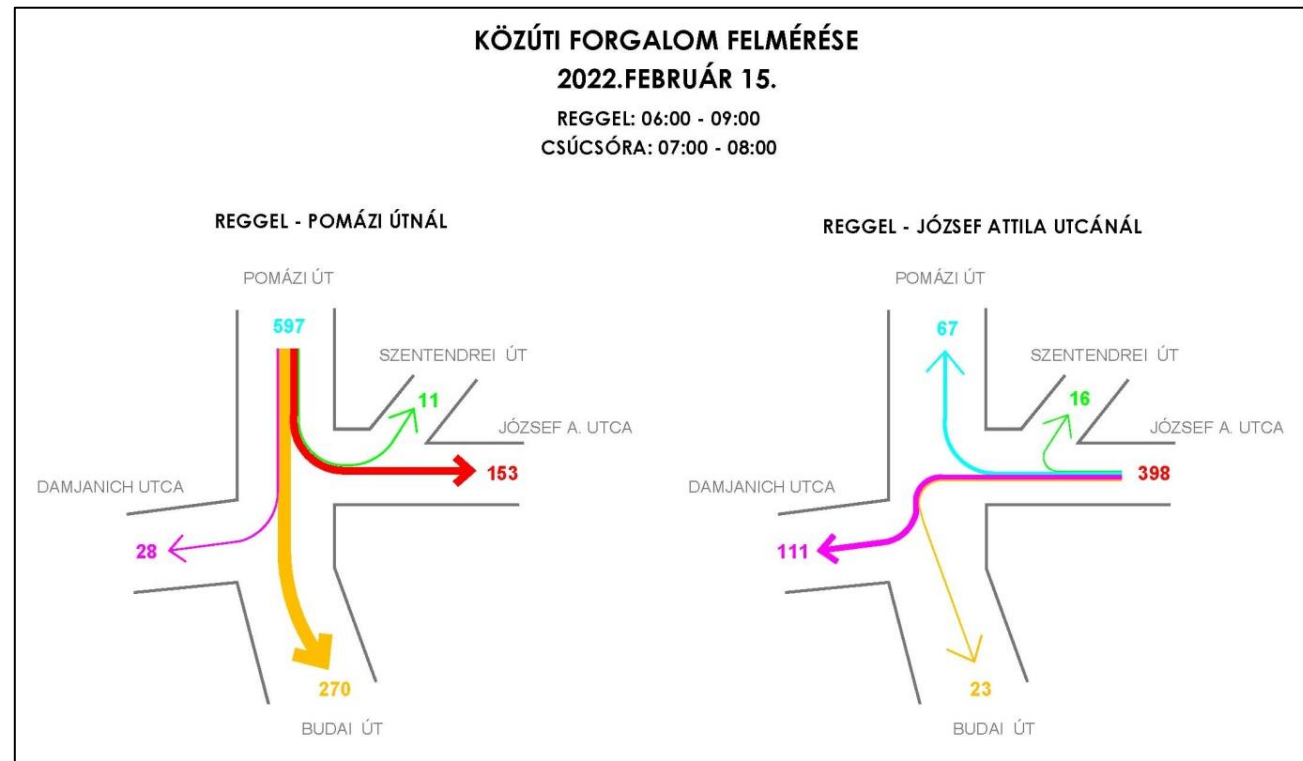 KÖZÚTI FORGALOM FELMÉRÉSE
2022.FEBRUÁR 15.
REGGEL: 06:00 - 09:00
CSÚCSÓRA: 07:00 - 08:00
REGGEL - POMÁZI ÚTNÁL
POMÁZI ÚT
597
SZENTENDREI ÚT
11
JÓZSEF A. UTCA
153
DAMJANICH UTCA
28
270
BUDAI ÚT
REGGEL - JÓZSEF ATTILA UTCÁNÁL
POMÁZI ÚT
67
SZENTENDREI ÚT
16
JÓZSEF A. UTCA
398
DAMJANICH UTCA
111
23
BUDAI ÚT